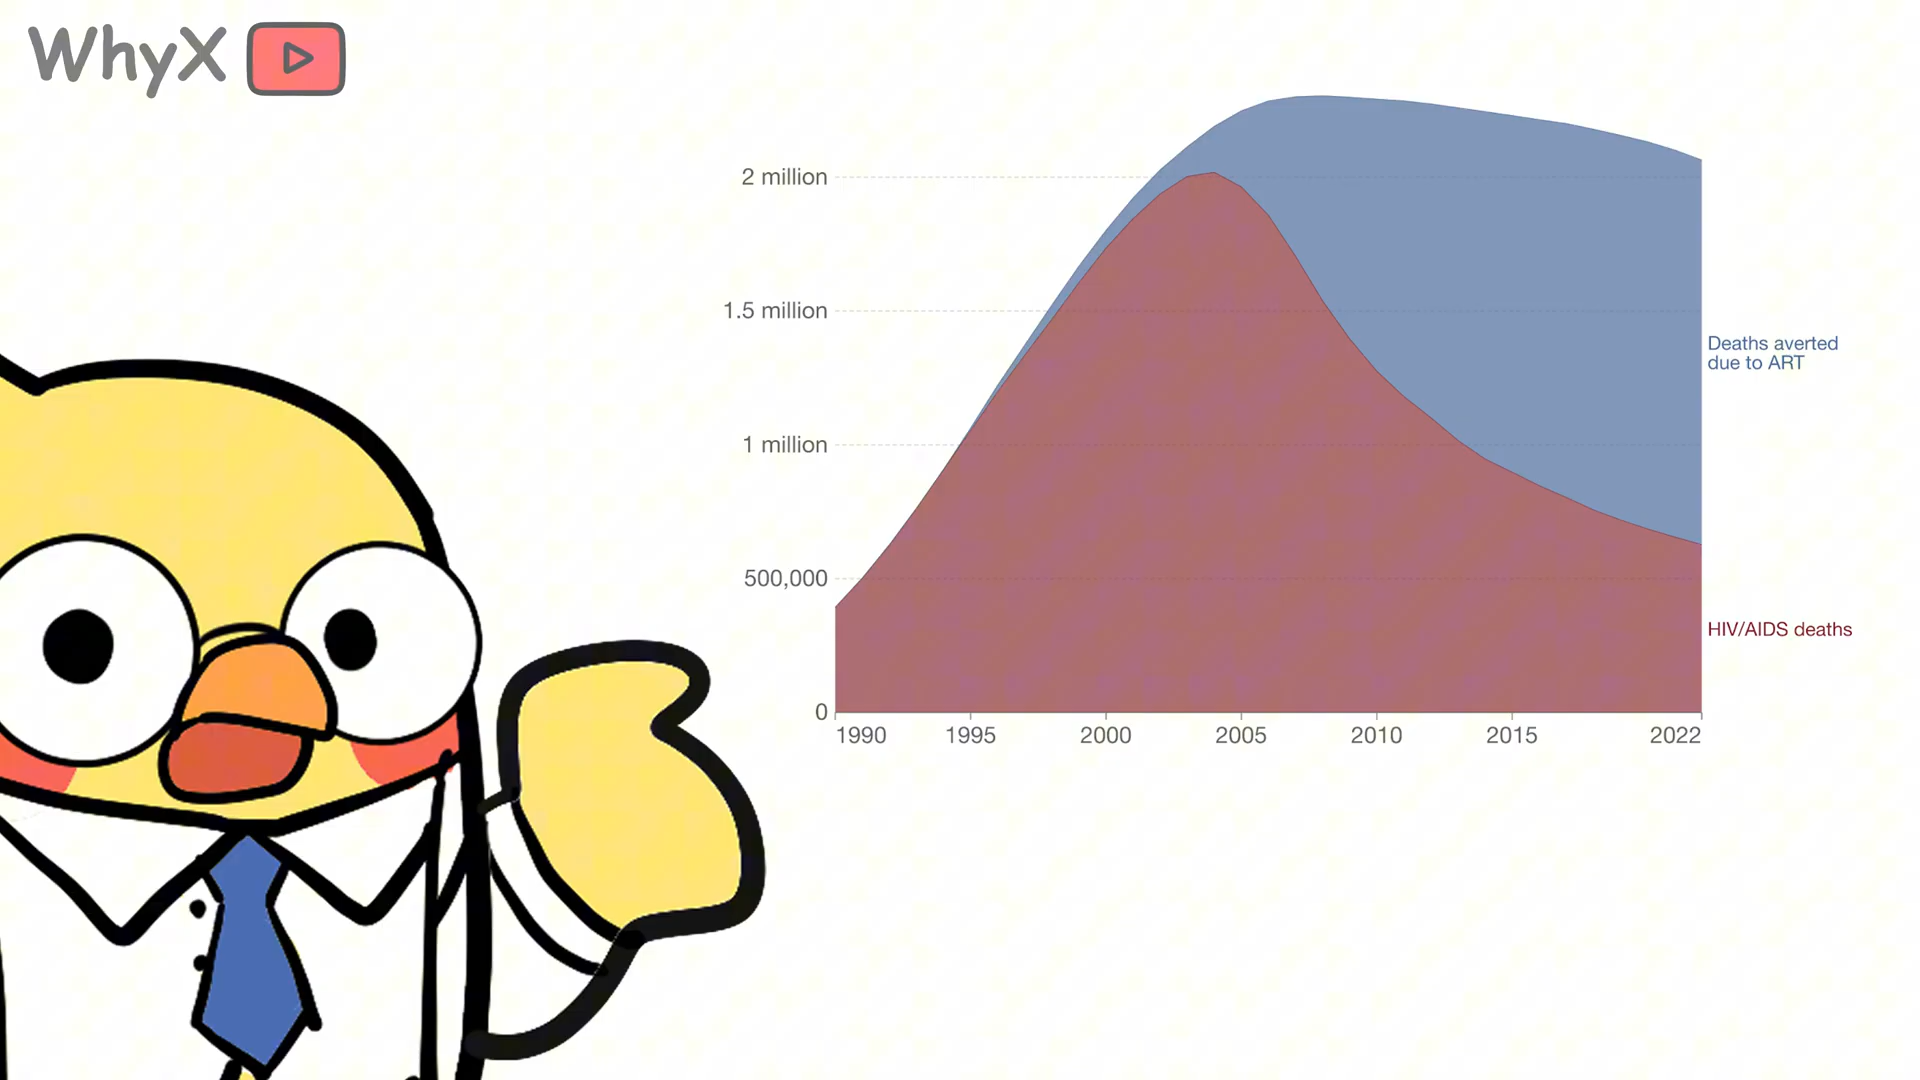 WhyX
2 million
1.5 million
1 million
500,000
0
1990 1995 2000 2005 2010 2015 2022
Deaths averted
due to ART
HIV/AIDS deaths